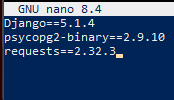 GNU nano 8.4
Django==5.1.4
psycopg2-binary==2.9.10
requests==2.32.3